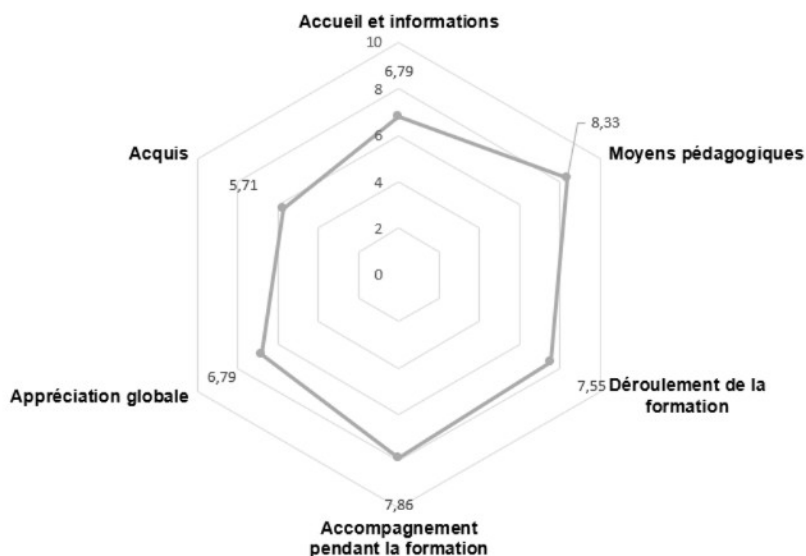 Accueil et informations
10
6,79
8
8,33
6
Acquis
Moyens pédagogiques
5,71
4
2
0
Appréciation globale
6,79
7,55
Déroulement de la
formation
7,86
Accompagnement
pendant la formation